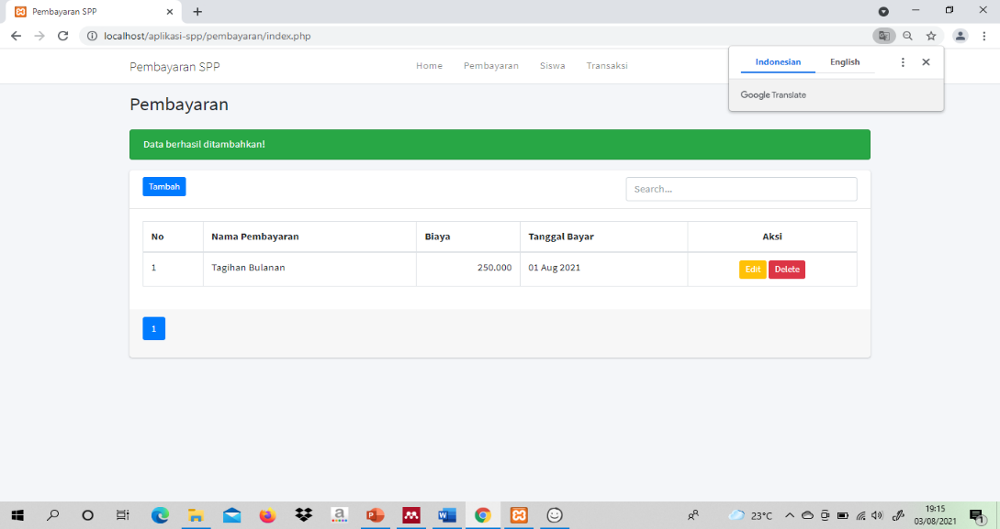 Pembayaran SPP
localhost/aplikasi-spp/pembayaran/index.php
Indonesian English
Google Translate
Pembayaran SPP Home Pembayaran Siswa Transaksi
Pembayaran
Data berhasil ditambahkan!
Tambah Search...
No Nama Pembayaran Biaya Tanggal Bayar Aksi
1 Tagihan Bulanan 250.000 01 Aug 2021 Edit Delete
1
23°C 19:15
03/08/2021
1